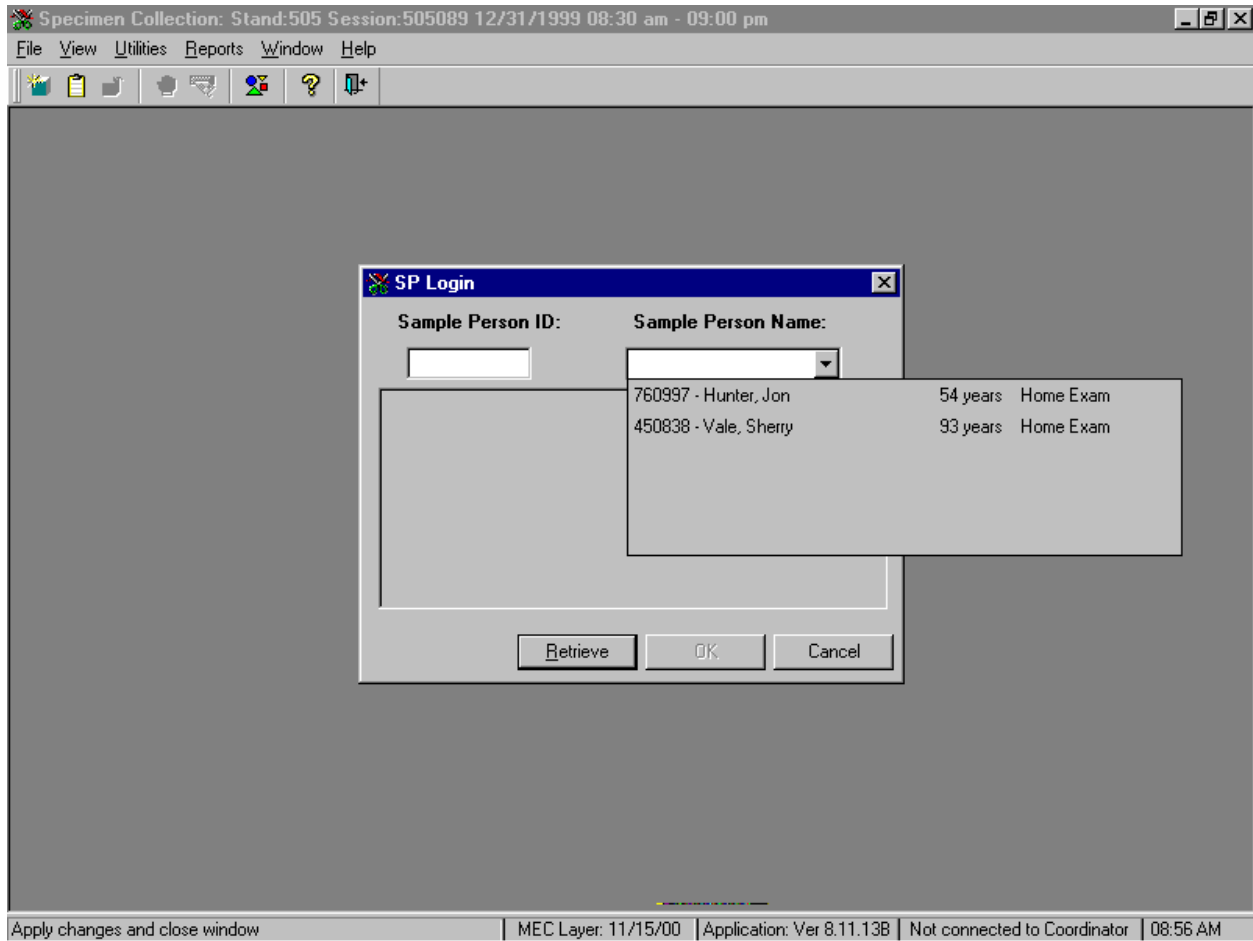 Specimen Collection: Stand:505 Session:505089 12/31/1999 08:30 am - 09:00 pm
File View Utilities Reports Window Help
SP Login
Sample Person ID: Sample Person Name:
760997 - Hunter, Jon 54 years Home Exam
450838 - Vale, Sherry 93 years Home Exam
Retrieve OK Cancel
Apply changes and close window MEC Layer: 11/15/00 Application: Ver 8.11.13B Not connected to Coordinator 08:56 AM